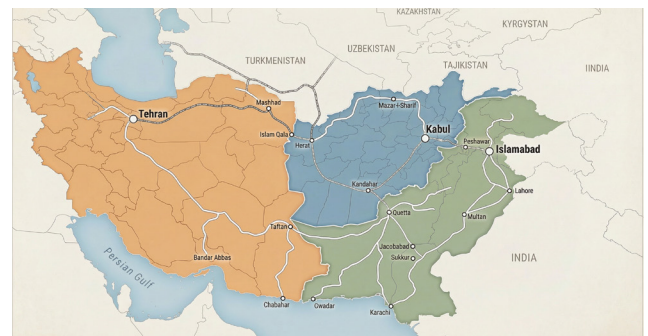 KAZAKHSTAN
KYRGYSTAN
UZBEKISTAN
TURKMENISTAN
TAJIKISTAN
IINDIA
Mashhad
Mazar+Sharif
Tehran
Kabul
Islam Qala
Herat
Peshawar
Islamabad
Kandahar
Lahore
Quetta
Multan
Taftan
Jacobabad
Sukkur
INDIA
Bandar Abbas
Persian Gulf
Chabahar
Gwadar
Karachi